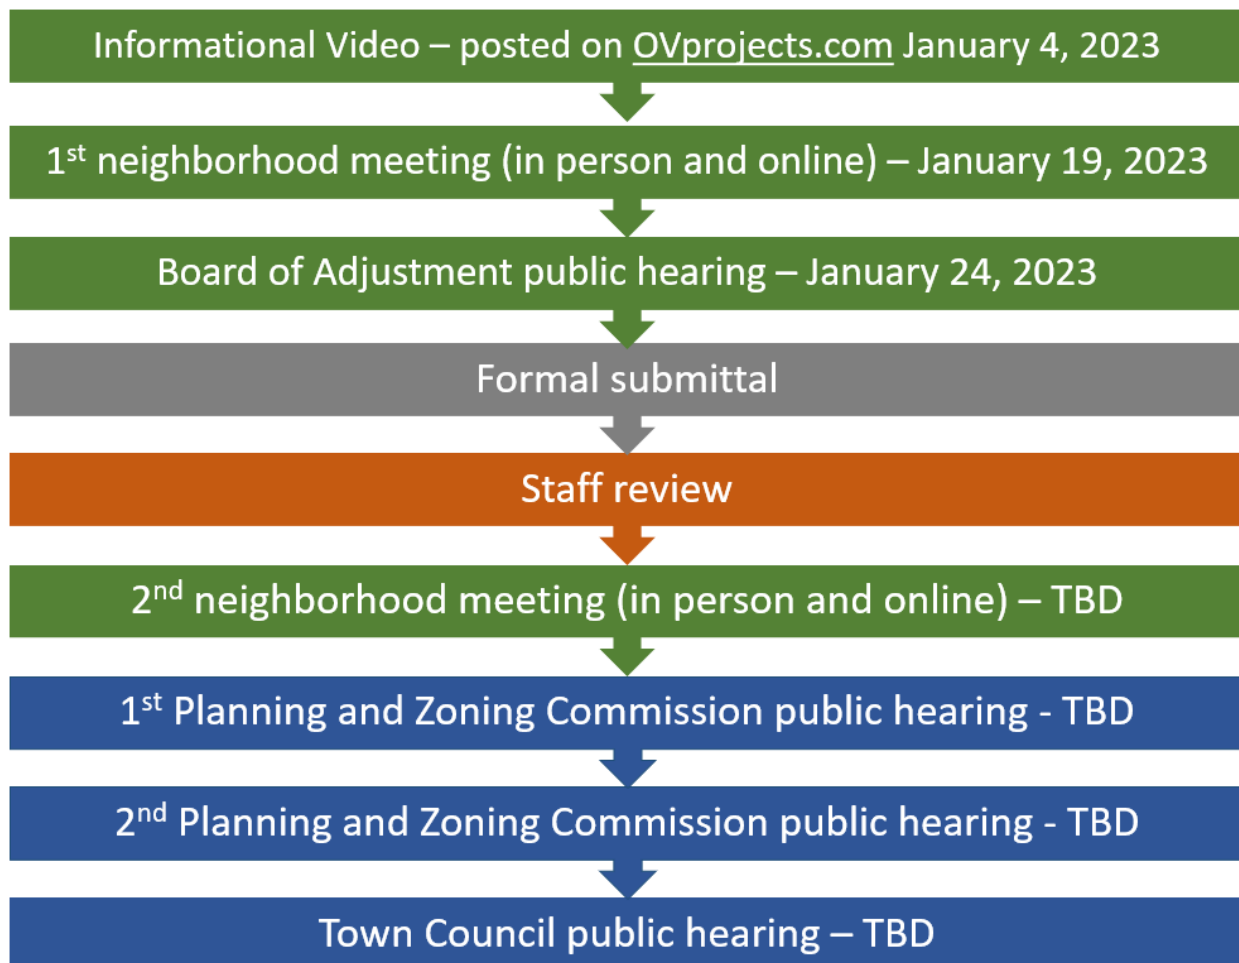 Informational Video – posted on OVprojects.com January 4, 2023
1st neighborhood meeting (in person and online) – January 19, 2023
Board of Adjustment public hearing – January 24, 2023
Formal submittal
Staff review
2nd neighborhood meeting (in person and online) – TBD
1st Planning and Zoning Commission public hearing - TBD
2nd Planning and Zoning Commission public hearing - TBD
Town Council public hearing – TBD